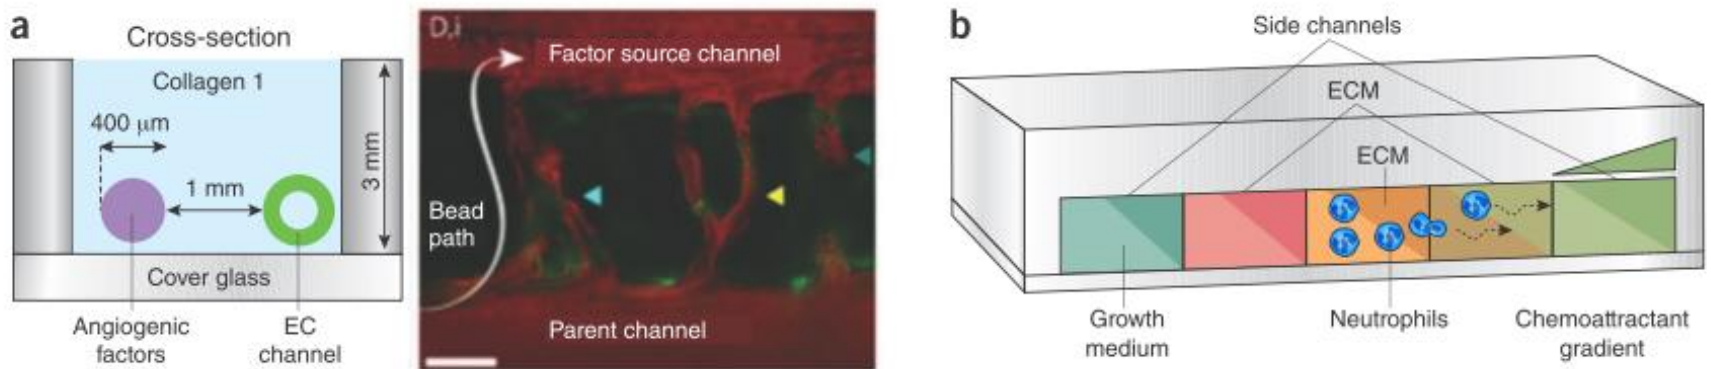 a
Cross-section
Collagen 1
400 μm
1 mm
3 mm
Cover glass
Angiogenic
factors
EC
channel
D,i
Factor source channel
Bead
path
Parent channel
b
Side channels
ECM
ECM
Growth
medium
Neutrophils
Chemoattractant
gradient